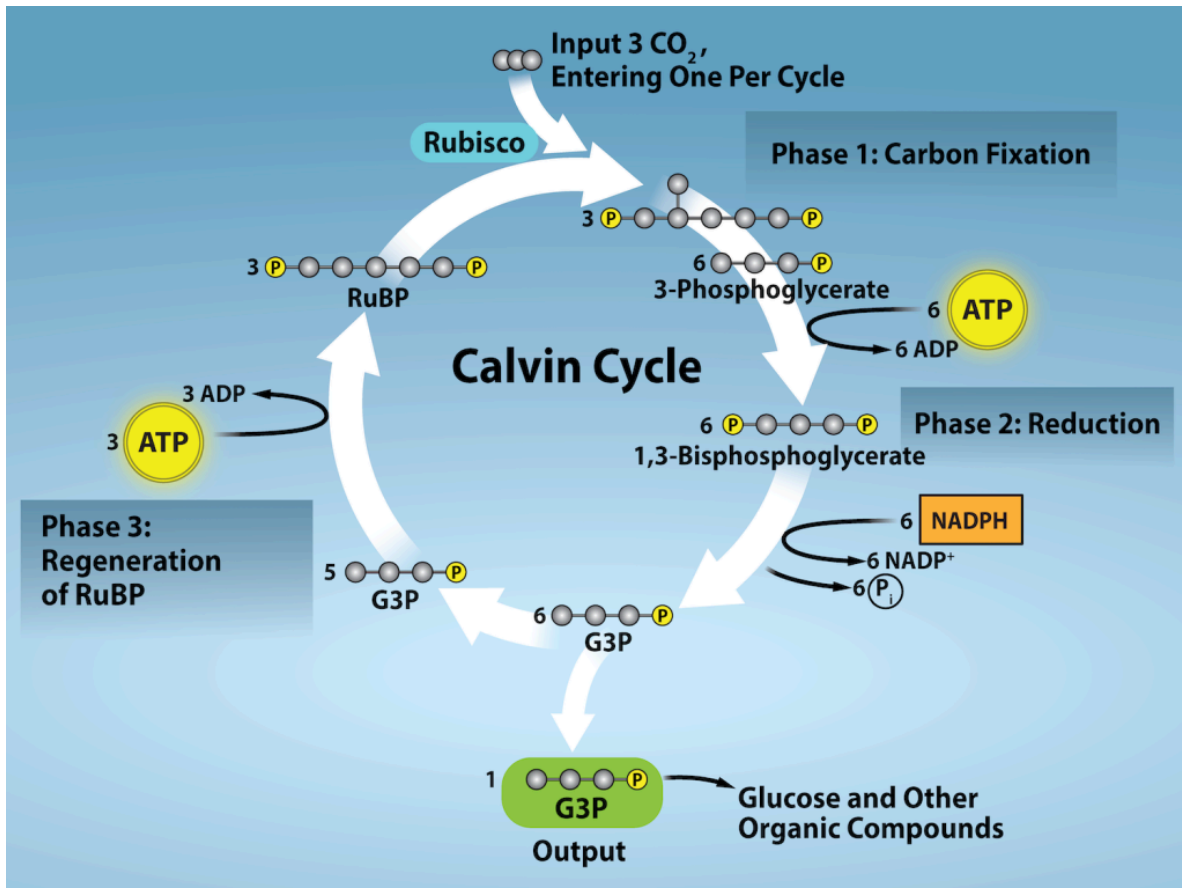 Input 3 CO₂,
Entering One Per Cycle
Rubisco
Phase 1: Carbon Fixation
3 P P
6 P
3-Phosphoglycerate
6 ATP
6 ADP
3 P P
RuBP
Calvin Cycle
3 ADP
3 ATP
6 P P
1,3-Bisphosphoglycerate
Phase 2: Reduction
6 NADPH
6 NADP⁺
6 Pᵢ
Phase 3:
Regeneration
of RuBP
5 P
G3P
6 P
G3P
1 P
G3P
Output
Glucose and Other
Organic Compounds